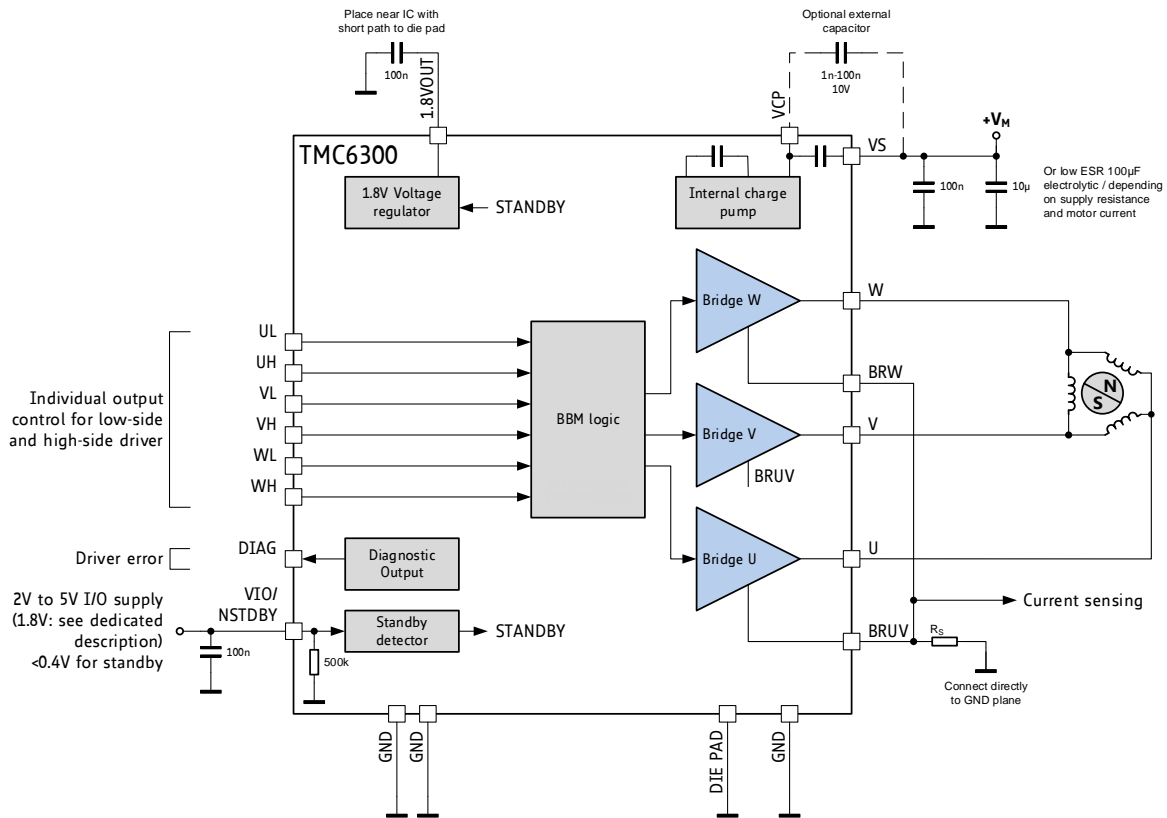 Place near IC with
short path to die pad
100n
1.8VOUT
Optional external
capacitor
1n-100n
10V
VCP
+VM
VS
100n
10µ
Or low ESR 100µF
electrolytic / depending
on supply resistance
and motor current
TMC6300
1.8V Voltage
regulator
STANDBY
Internal charge
pump
Individual output
control for low-side
and high-side driver
UL
UH
VL
VH
WL
WH
BBM logic
Bridge W
W
BRW
Bridge V
V
BRUV
Bridge U
U
N
S
Driver error
DIAG
Diagnostic
Output
2V to 5V I/O supply
(1.8V: see dedicated
description)
<0.4V for standby
100n
VIO/
NSTDBY
500k
Standby
detector
STANDBY
Current sensing
BRUV
RS
Connect directly
to GND plane
GND
GND
DIE PAD
GND